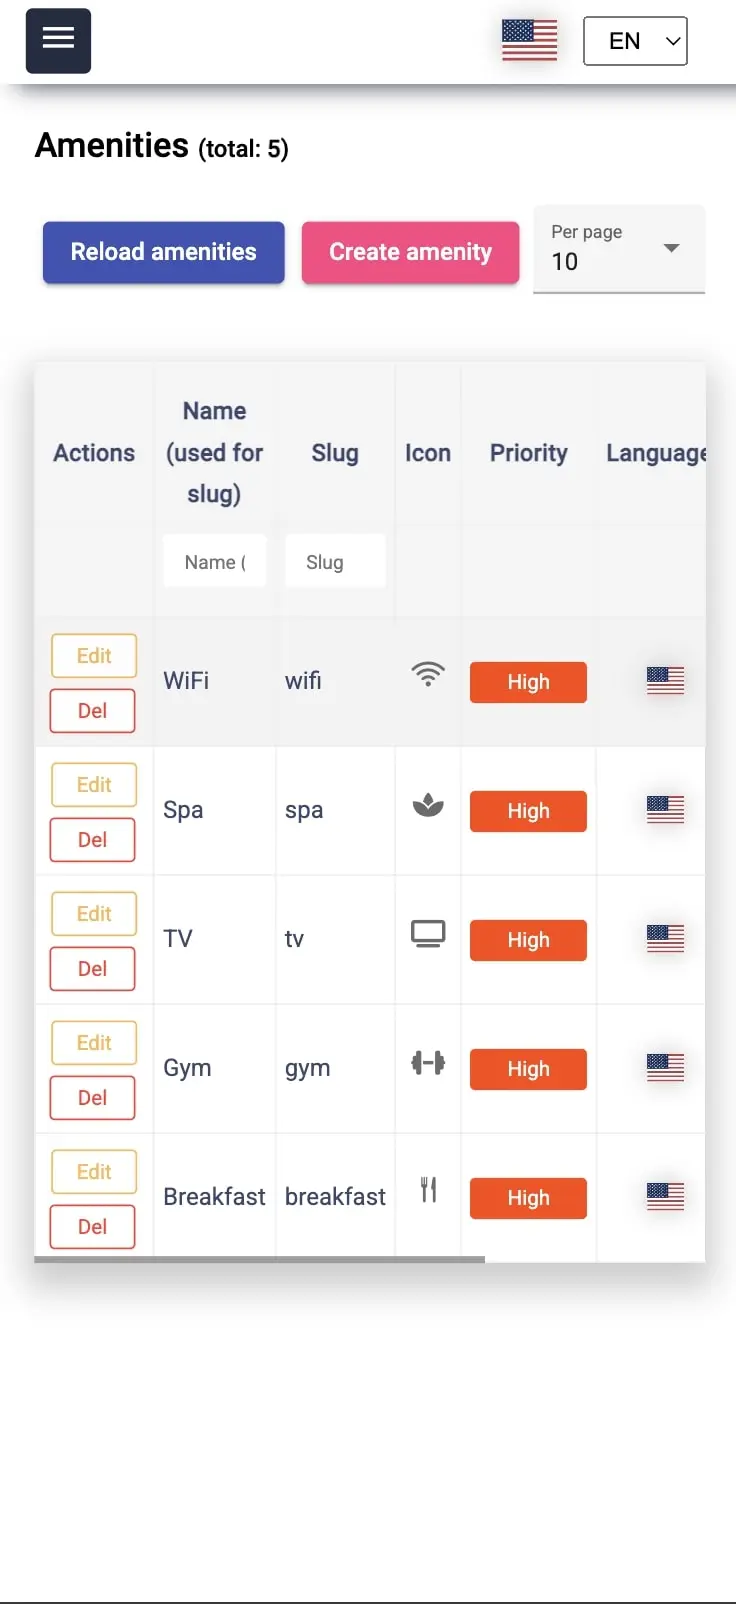 EN
Amenities (total: 5)
Reload amenities
Create amenity
Per page
10
Actions
Name
(used for
slug)
Slug
Icon
Priority
Language
Name (
Slug
Edit
Del
WiFi
wifi
High
Edit
Del
Spa
spa
High
Edit
Del
TV
tv
High
Edit
Del
Gym
gym
High
Edit
Del
Breakfast
breakfast
High